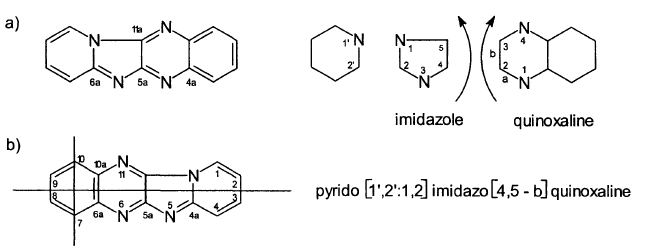 a)
11a
N
N
N
N
6a
5a
4a
N
1'
2'
N
1
5
2
N
3
4
N
4
3
b
2
N
1
a
imidazole
quinoxaline
b)
10
10a
N
11
N
1
9
2
8
3
7
6a
N
6
5a
N
5
4a
4
pyrido [1',2':1,2] imidazo [4,5 - b] quinoxaline